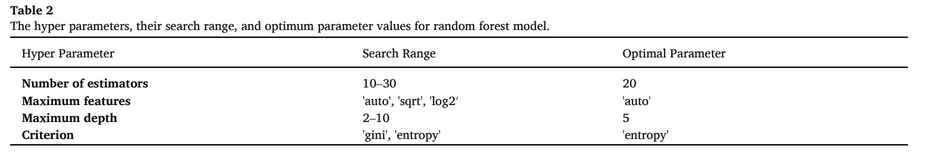 Table 2
The hyper parameters, their search range, and optimum parameter values for random forest model.
Hyper Parameter Search Range Optimal Parameter
Number of estimators 10–30 20
Maximum features 'auto', 'sqrt', 'log2′ 'auto'
Maximum depth 2–10 5
Criterion 'gini', 'entropy' 'entropy'